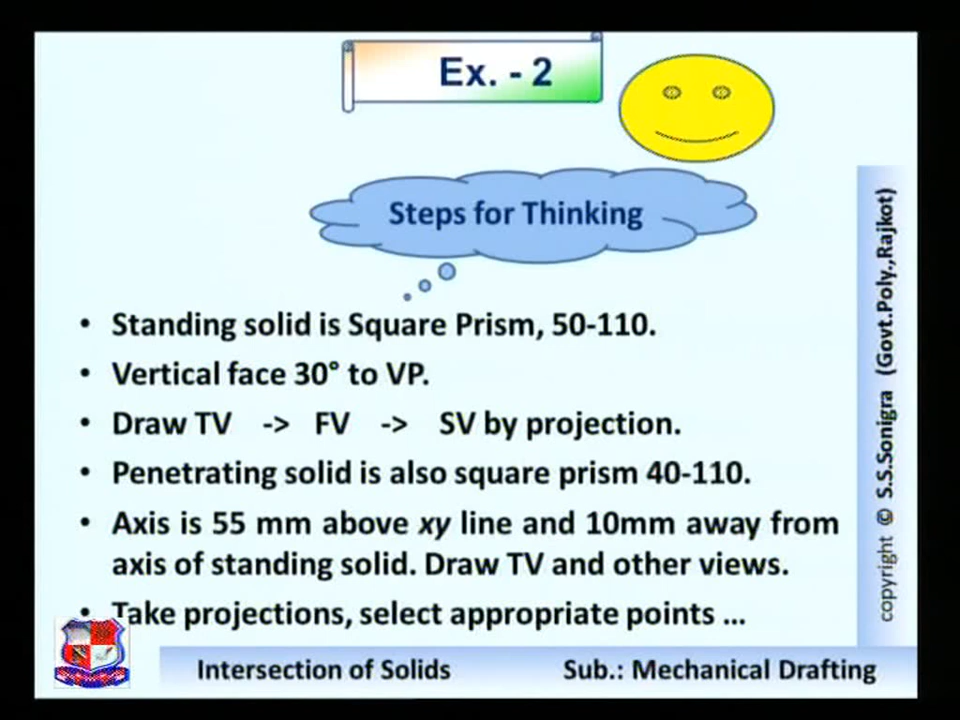 Ex. - 2
Steps for Thinking
• Standing solid is Square Prism, 50-110.
• Vertical face 30° to VP.
• Draw TV -> FV -> SV by projection.
• Penetrating solid is also square prism 40-110.
• Axis is 55 mm above xy line and 10mm away from
axis of standing solid. Draw TV and other views.
• Take projections, select appropriate points ...
Intersection of Solids Sub.: Mechanical Drafting
copyright © S.S.Sonigra (Govt.Poly.,Rajkot)